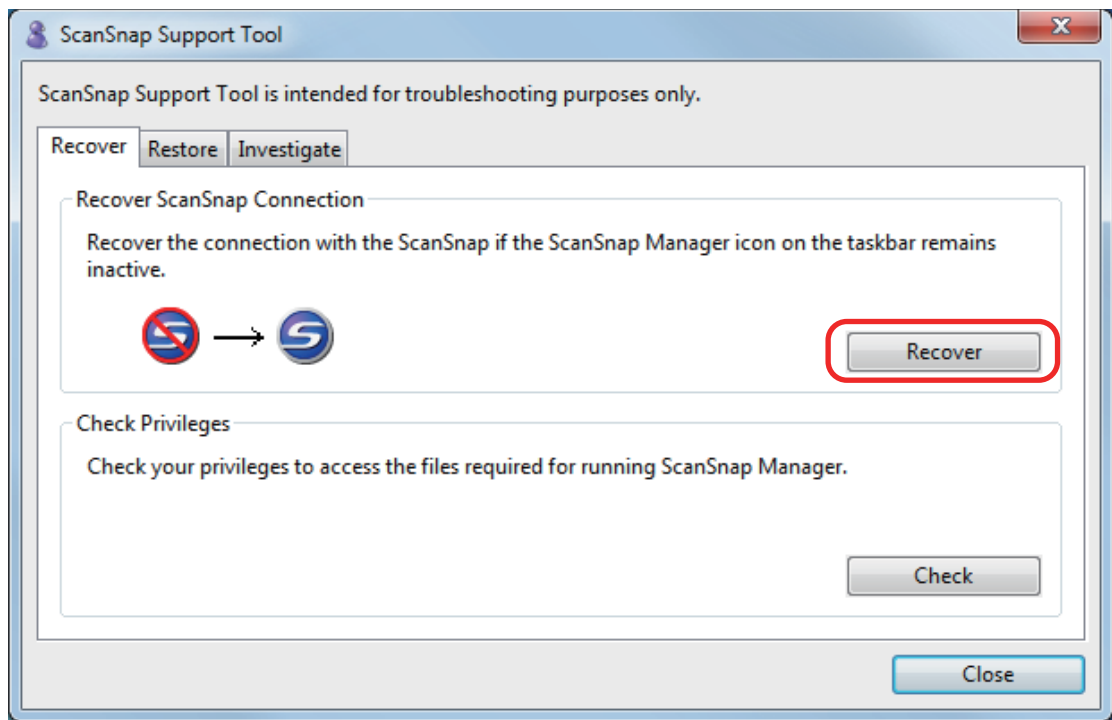 ScanSnap Support Tool
ScanSnap Support Tool is intended for troubleshooting purposes only.
Recover
Restore
Investigate
Recover ScanSnap Connection
Recover the connection with the ScanSnap if the ScanSnap Manager icon on the taskbar remains
inactive.
Recover
Check Privileges
Check your privileges to access the files required for running ScanSnap Manager.
Check
Close